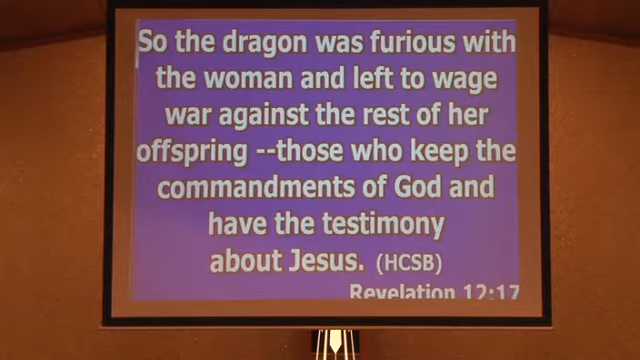 So the dragon was furious with
the woman and left to wage
war against the rest of her
offspring --those who keep the
commandments of God and
have the testimony
about Jesus. (HCSB)
Revelation 12:17